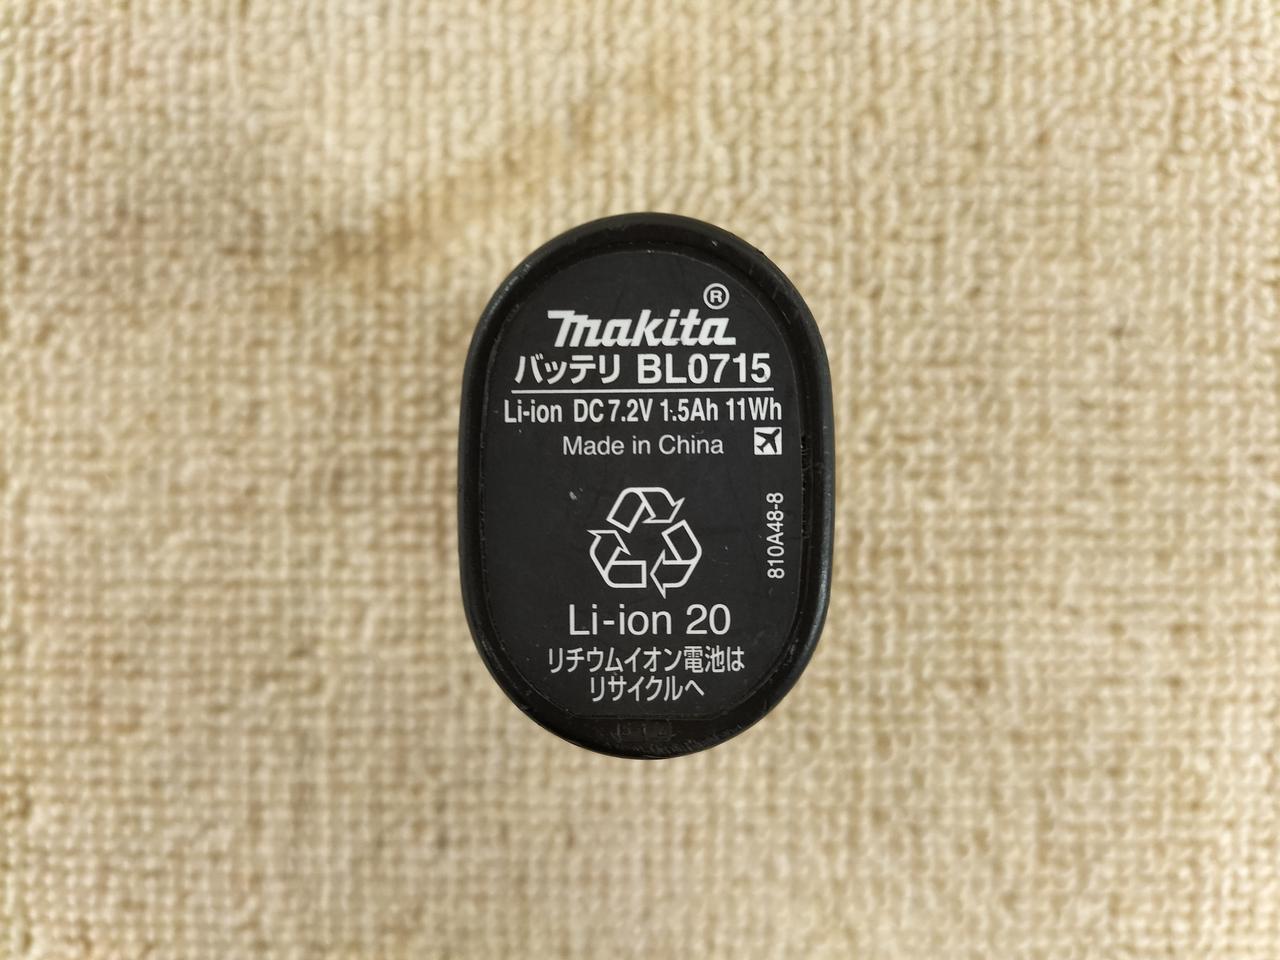 makita®
バッテリ BL0715
Li-ion DC 7.2V 1.5Ah 11Wh
Made in China
810A48-8
Li-ion 20
リチウムイオン電池は
リサイクルへ